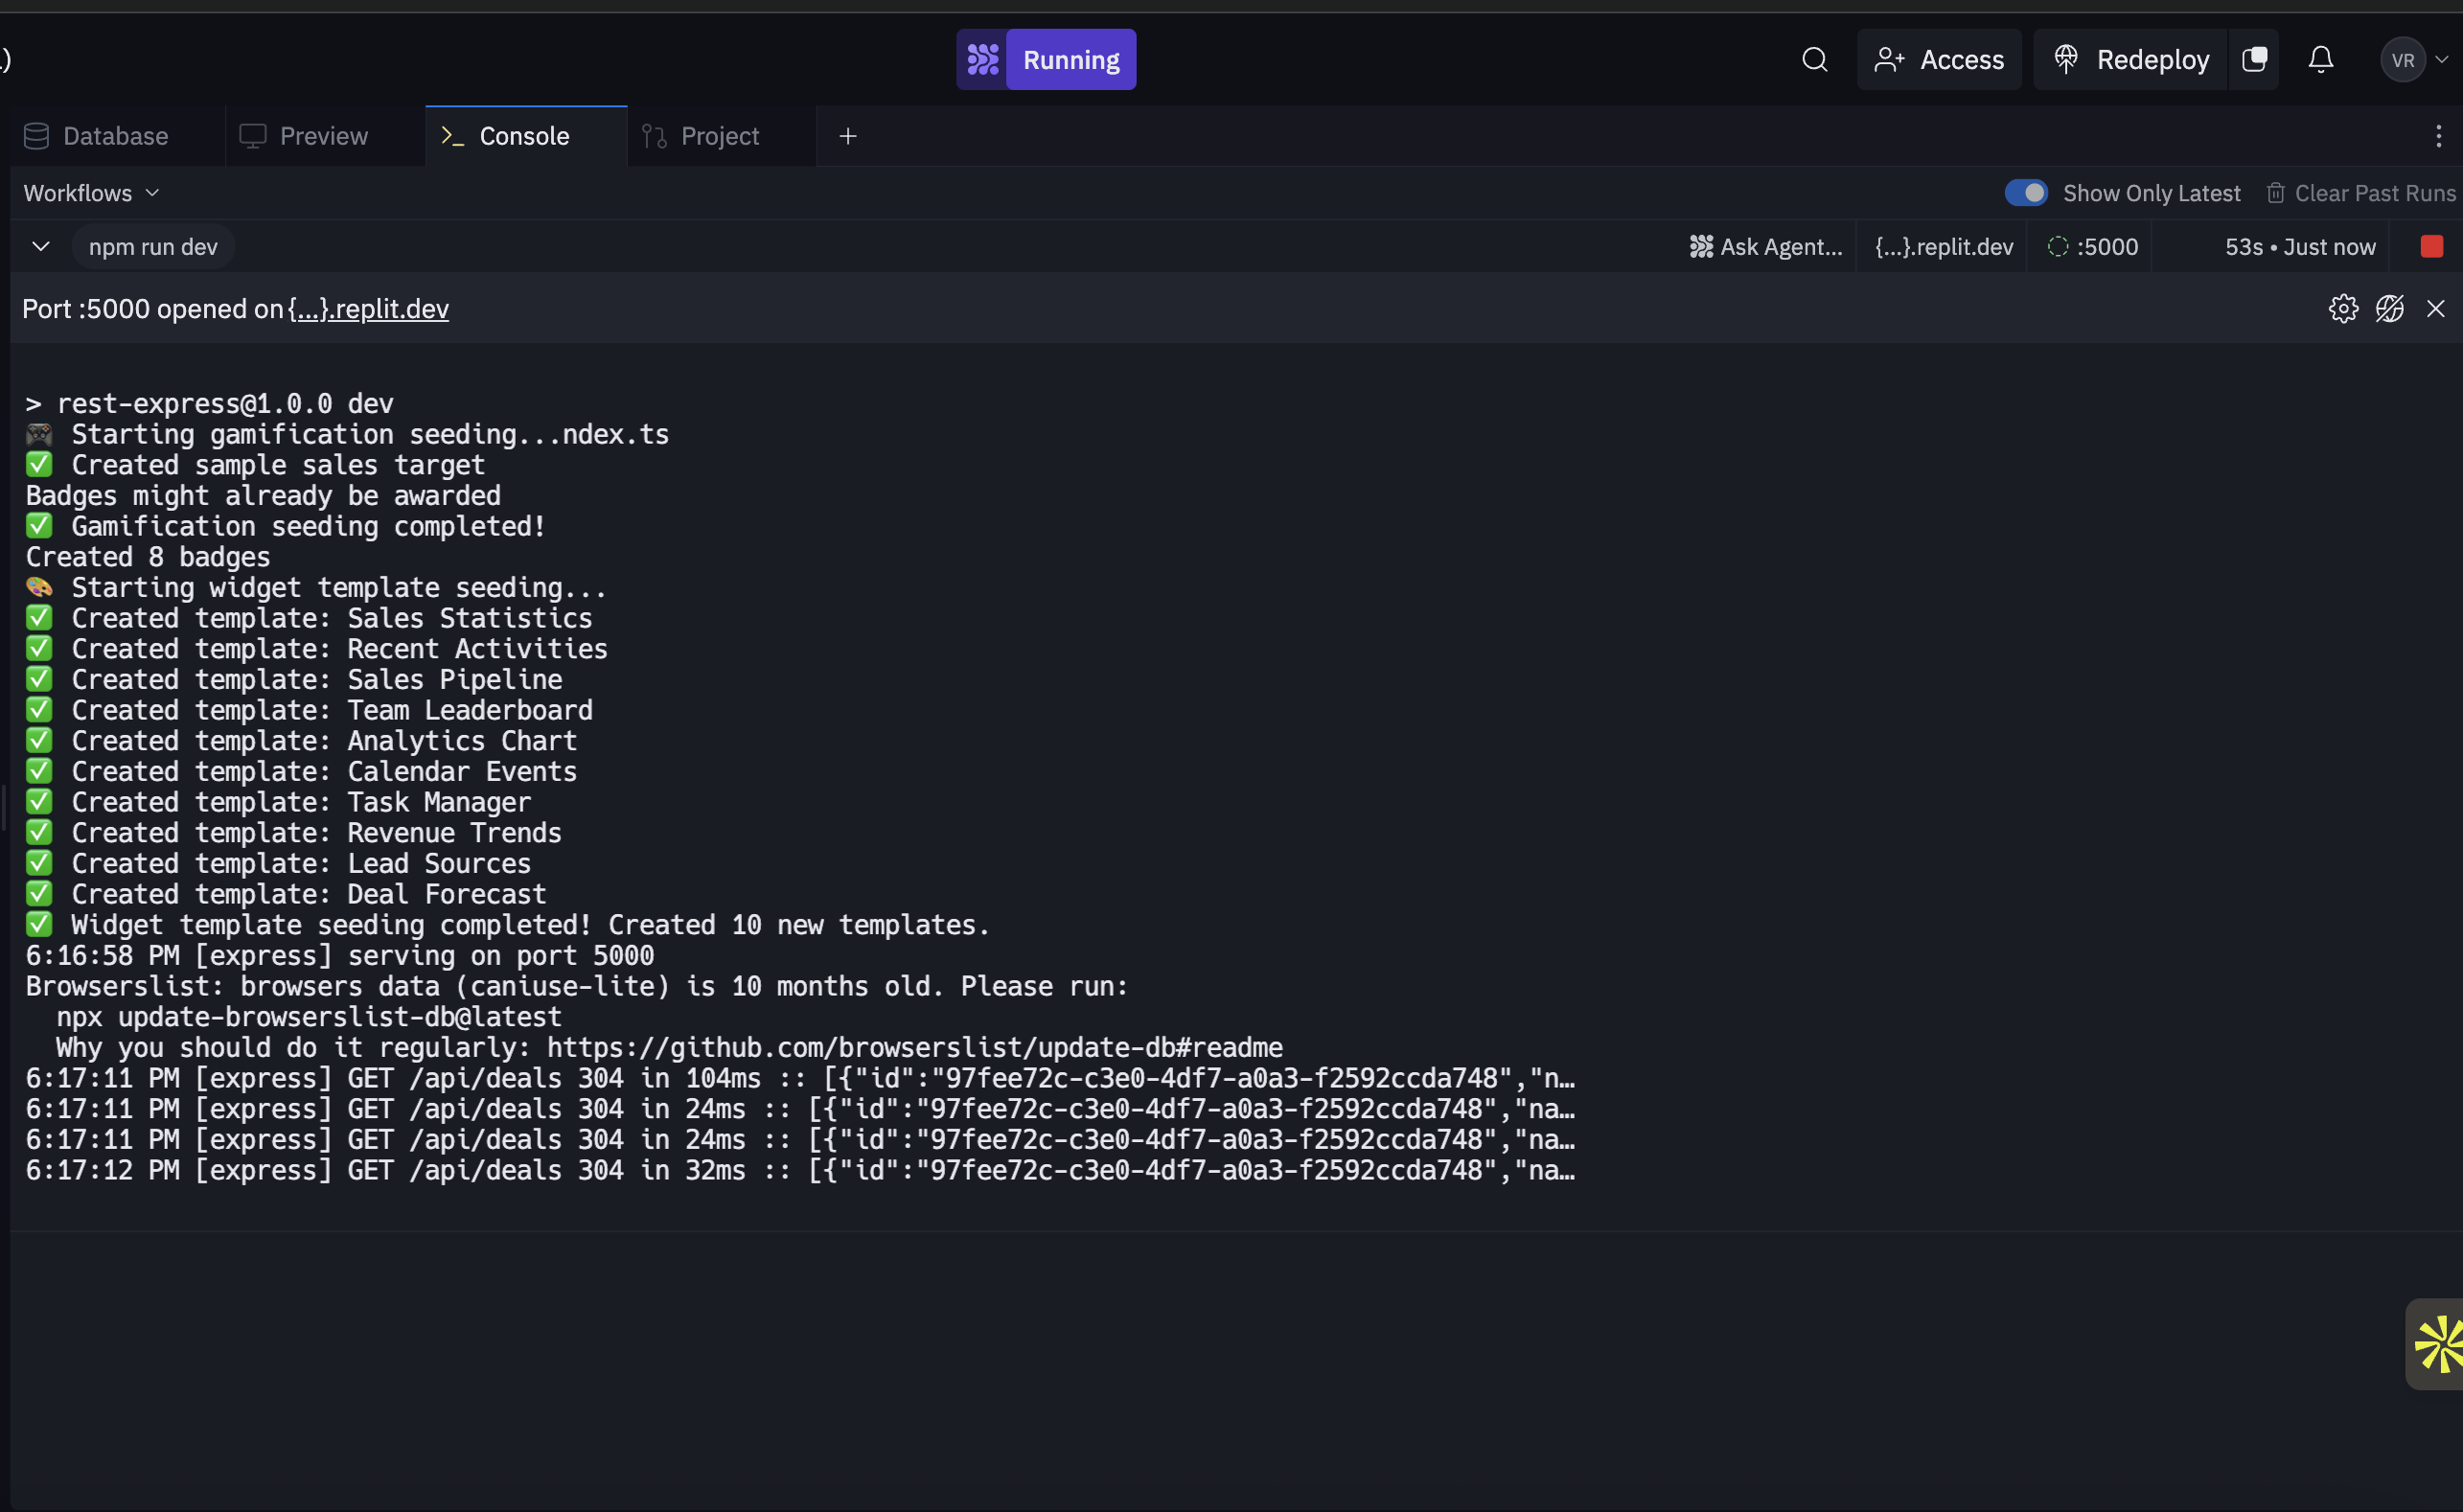 )
Running
Access
Redeploy
VR
Database
Preview
Console
Project
Workflows
Show Only Latest
Clear Past Runs
npm run dev
Ask Agent...
{...}.replit.dev
:5000
53s • Just now
Port :5000 opened on {...}.replit.dev
> rest-express@1.0.0 dev
🎮 Starting gamification seeding...ndex.ts
✅ Created sample sales target
Badges might already be awarded
✅ Gamification seeding completed!
Created 8 badges
🎨 Starting widget template seeding...
✅ Created template: Sales Statistics
✅ Created template: Recent Activities
✅ Created template: Sales Pipeline
✅ Created template: Team Leaderboard
✅ Created template: Analytics Chart
✅ Created template: Calendar Events
✅ Created template: Task Manager
✅ Created template: Revenue Trends
✅ Created template: Lead Sources
✅ Created template: Deal Forecast
✅ Widget template seeding completed! Created 10 new templates.
6:16:58 PM [express] serving on port 5000
Browserslist: browsers data (caniuse-lite) is 10 months old. Please run:
  npx update-browserslist-db@latest
  Why you should do it regularly: https://github.com/browserslist/update-db#readme
6:17:11 PM [express] GET /api/deals 304 in 104ms :: [{"id":"97fee72c-c3e0-4df7-a0a3-f2592ccda748","n…
6:17:11 PM [express] GET /api/deals 304 in 24ms :: [{"id":"97fee72c-c3e0-4df7-a0a3-f2592ccda748","na…
6:17:11 PM [express] GET /api/deals 304 in 24ms :: [{"id":"97fee72c-c3e0-4df7-a0a3-f2592ccda748","na…
6:17:12 PM [express] GET /api/deals 304 in 32ms :: [{"id":"97fee72c-c3e0-4df7-a0a3-f2592ccda748","na…